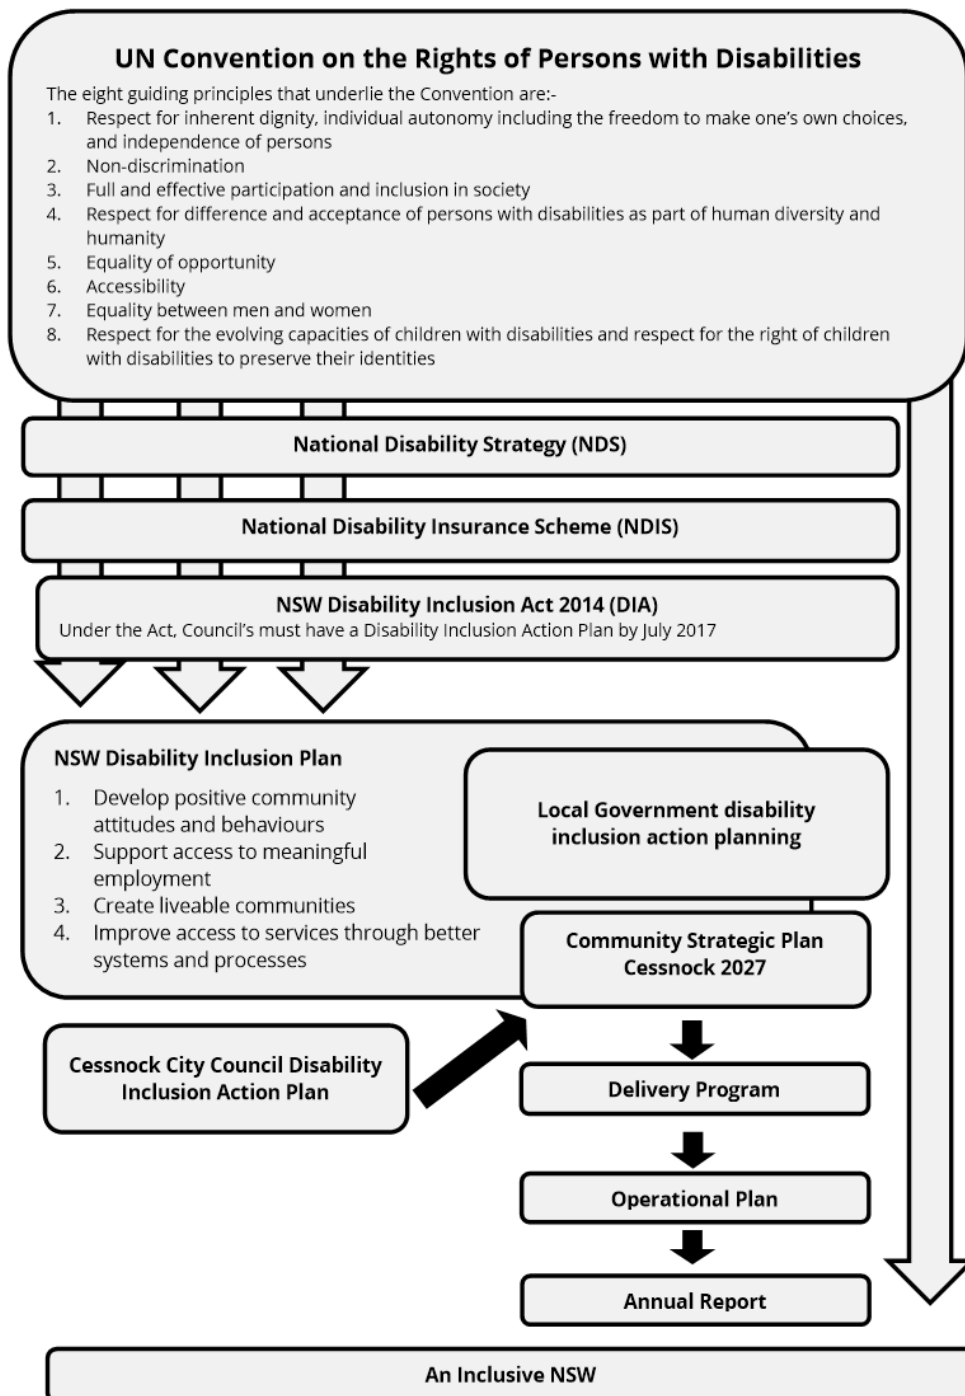 UN Convention on the Rights of Persons with Disabilities
The eight guiding principles that underlie the Convention are:-
1. Respect for inherent dignity, individual autonomy including the freedom to make one's own choices,
and independence of persons
2. Non-discrimination
3. Full and effective participation and inclusion in society
4. Respect for difference and acceptance of persons with disabilities as part of human diversity and
humanity
5. Equality of opportunity
6. Accessibility
7. Equality between men and women
8. Respect for the evolving capacities of children with disabilities and respect for the right of children
with disabilities to preserve their identities
National Disability Strategy (NDS)
National Disability Insurance Scheme (NDIS)
NSW Disability Inclusion Act 2014 (DIA)
Under the Act, Council's must have a Disability Inclusion Action Plan by July 2017
NSW Disability Inclusion Plan
1. Develop positive community
attitudes and behaviours
2. Support access to meaningful
employment
3. Create liveable communities
4. Improve access to services through better
systems and processes
Local Government disability
inclusion action planning
Community Strategic Plan
Cessnock 2027
Cessnock City Council Disability
Inclusion Action Plan
Delivery Program
Operational Plan
Annual Report
An Inclusive NSW